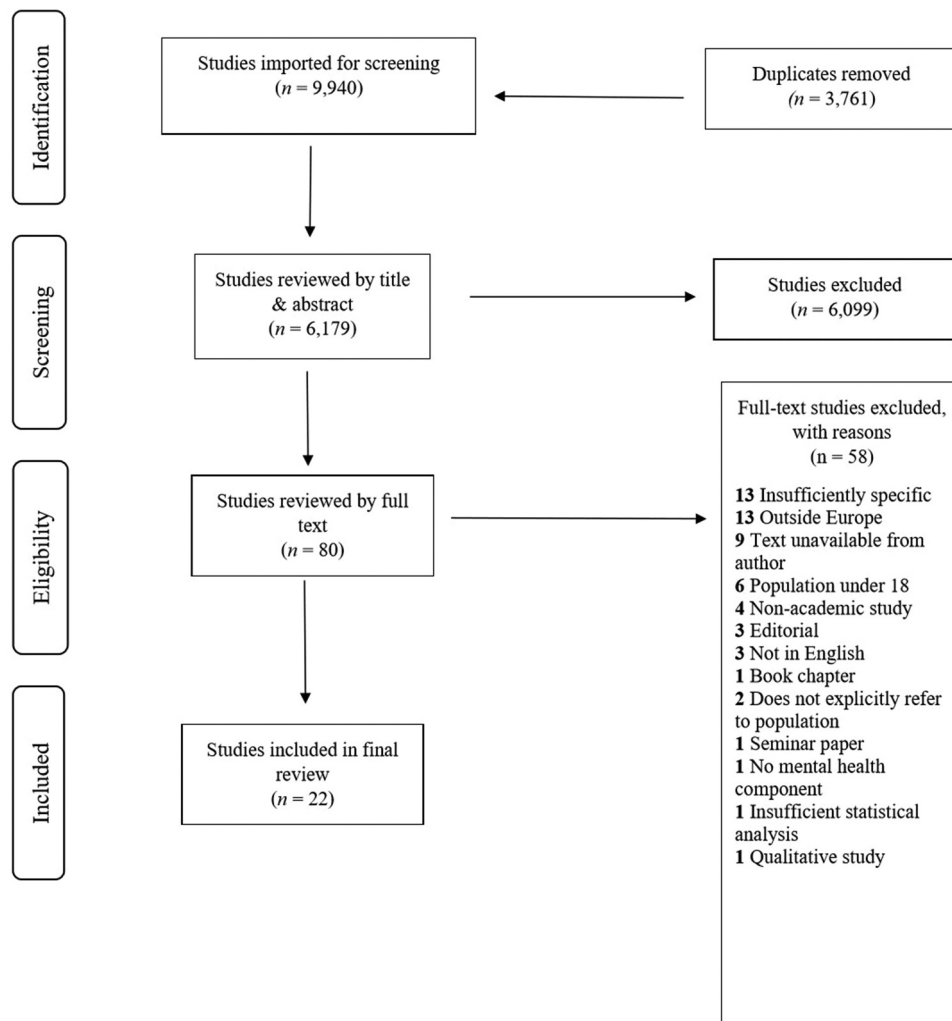 Identification
Studies imported for screening
(n = 9,940)
Duplicates removed
(n = 3,761)
Screening
Studies reviewed by title
& abstract
(n = 6,179)
Studies excluded
(n = 6,099)
Eligibility
Studies reviewed by full
text
(n = 80)
Full-text studies excluded,
with reasons
(n = 58)
13 Insufficiently specific
13 Outside Europe
9 Text unavailable from
author
6 Population under 18
4 Non-academic study
3 Editorial
3 Not in English
1 Book chapter
2 Does not explicitly refer
to population
1 Seminar paper
1 No mental health
component
1 Insufficient statistical
analysis
1 Qualitative study
Included
Studies included in final
review
(n = 22)